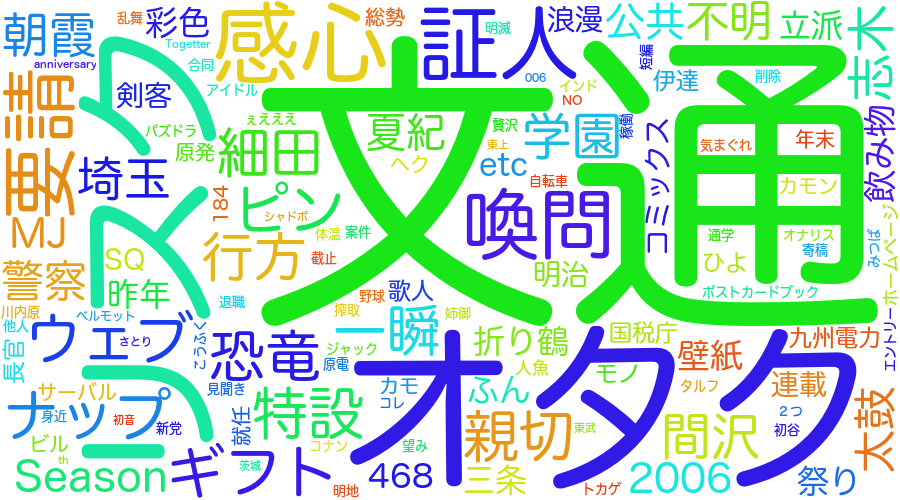 文通
オタク
クス
感心
証人
喚問
要請
朝霞
彩色
乱舞
Togetter
anniversary
合同
総勢
明滅
浪漫
公共
不明
立派
志木
短編
伊達
削除
006
インド
NO
アイドル
剣客
パズドラ
原発
ぇえええ
細田
夏紀
ヘク
贅沢
東上
学園
稼働
etc
自転車
気まぐれ
年末
飲み物
カモン
コミックス
埼玉
184
ピン
シャドボ
MJ
SQ
行方
体温
案件
截止
明治
通学
オナリス
寄稿
ひよ
みつば
ホームページ
警察
昨年
退職
野球
歌人
搾取
姉御
ポストカードブック
川内原
他人
ベルモット
さとり
こうふく
ウェブ
恐竜
一瞬
ジャック
原電
折り鶴
国税庁
九州電力
エントリー
長官
サーバル
見聞き
カモ
コレ
人魚
モノ
壁紙
タルフ
連載
ナップ
身近
初音
新党
就任
特設
ふん
親切
東武
間沢
2つ
初谷
太鼓
ビル
th
Season
ギフト
茨城
コナン
望み
明地
468
三条
トカゲ
2006
祭り